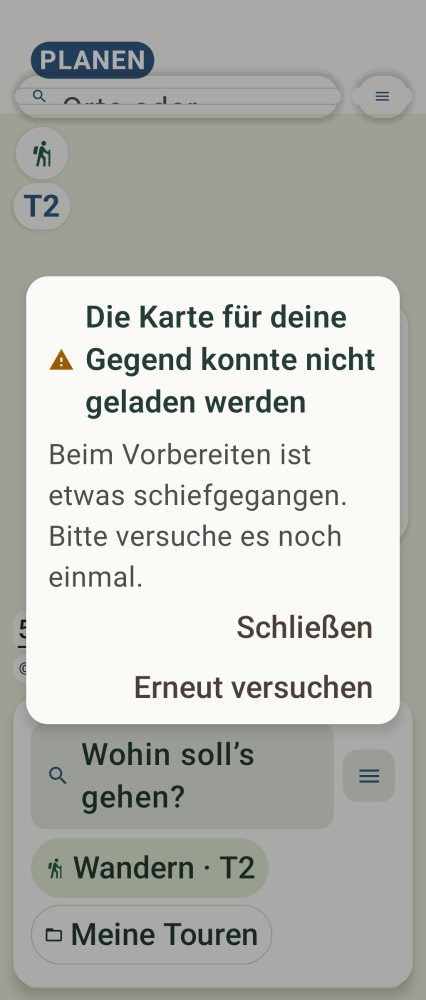 PLANEN
T2
Die Karte für deine
Gegend konnte nicht
geladen werden
Beim Vorbereiten ist
etwas schiefgegangen.
Bitte versuche es noch
einmal.
Schließen
Erneut versuchen
Wohin soll’s
gehen?
Wandern · T2
Meine Touren